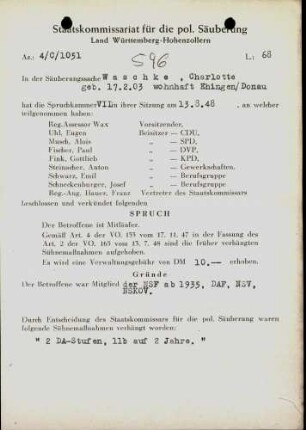 Staatskommissariat für die pol. Säuberung
Land Württemberg-Hohenzollern
Az.: 4/C/1031 596 L.: 68
In der Säuberungssache Waschke , Charlotte
geb. 17.2.03 wohnhaft Ehingen/Donau
hat die Spruchkammer VII in ihrer Sitzung am 13.8.48 , an welcher
teilgenommen haben:
Reg.Assessor Wax Vorsitzender,
Uhl, Eugen Beisitzer – CDU,
Musch, Alois „ – SPD,
Fischer, Paul „ – DVP,
Fink, Gottlieb „ – KPD,
Steinacher, Anton „ – Gewerkschaften,
Schwarz, Emil „ – Berufsgruppe
Schneckenburger, Josef „ – Berufsgruppe
Reg.-Ang. Hauer, Franz Vertreter des Staatskommissars
beschlossen und verkündet folgenden
SPRUCH
Der Betroffene ist Mitläufer.
Gemäß Art. 4 der VO. 133 vom 17. 11. 47 in der Fassung des
Art. 2 der VO. 165 vom 13. 7. 48 sind die früher verhängten
Sühnemaßnahmen aufgehoben.
Es wird eine Verwaltungsgebühr von DM 10.-- erhoben.
Gründe
Der Betroffene war Mitglied der NSF ab 1935, DAF, NSV,
NSKOV.
Durch Entscheidung des Staatskommissars für die pol. Säuberung waren
folgende Sühnemaßnahmen verhängt worden:
" 2 DA-Stufen, 11b auf 2 Jahre. "